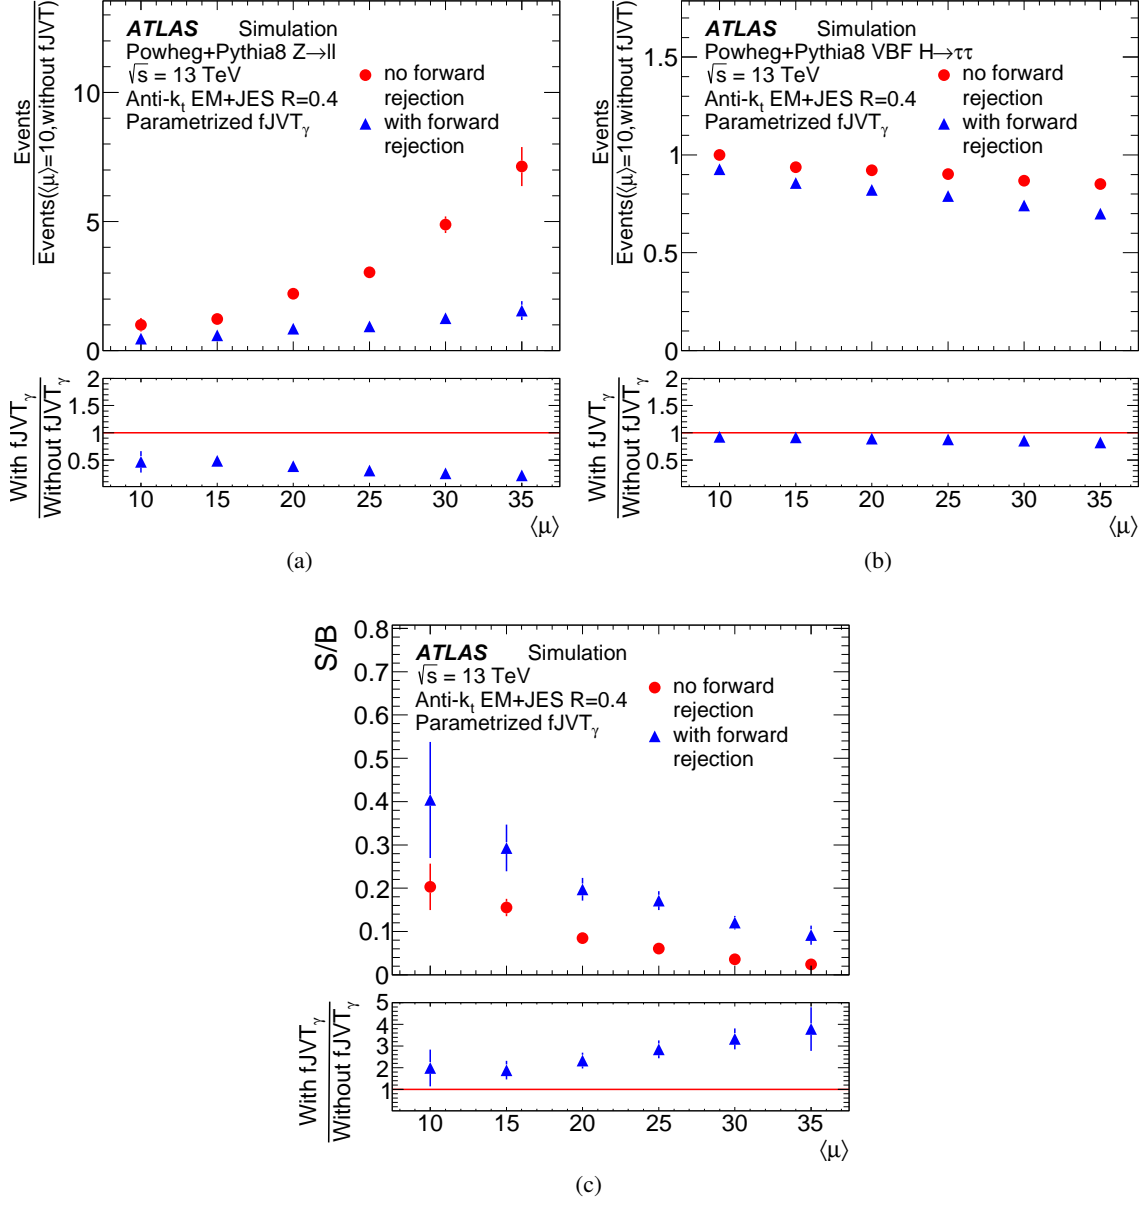 ATLAS Simulation
Powheg+Pythia8 Z→ll
√s = 13 TeV
Anti-kt EM+JES R=0.4
Parametrized fJVTγ
no forward
rejection
with forward
rejection
Events
Events(⟨μ⟩=10,without fJVT)
10
5
0
With fJVTγ
Without fJVTγ
2
1.5
1
0.5
10 15 20 25 30 35
⟨μ⟩
(a)
ATLAS Simulation
Powheg+Pythia8 VBF H→ττ
√s = 13 TeV
Anti-kt EM+JES R=0.4
Parametrized fJVTγ
no forward
rejection
with forward
rejection
Events
Events(⟨μ⟩=10,without fJVT)
1.5
1
0.5
0
With fJVTγ
Without fJVTγ
2
1.5
1
0.5
10 15 20 25 30 35
⟨μ⟩
(b)
S/B
ATLAS Simulation
√s = 13 TeV
Anti-kt EM+JES R=0.4
Parametrized fJVTγ
no forward
rejection
with forward
rejection
0.8
0.7
0.6
0.5
0.4
0.3
0.2
0.1
0
With fJVTγ
Without fJVTγ
5
4
3
2
1
10 15 20 25 30 35
⟨μ⟩
(c)